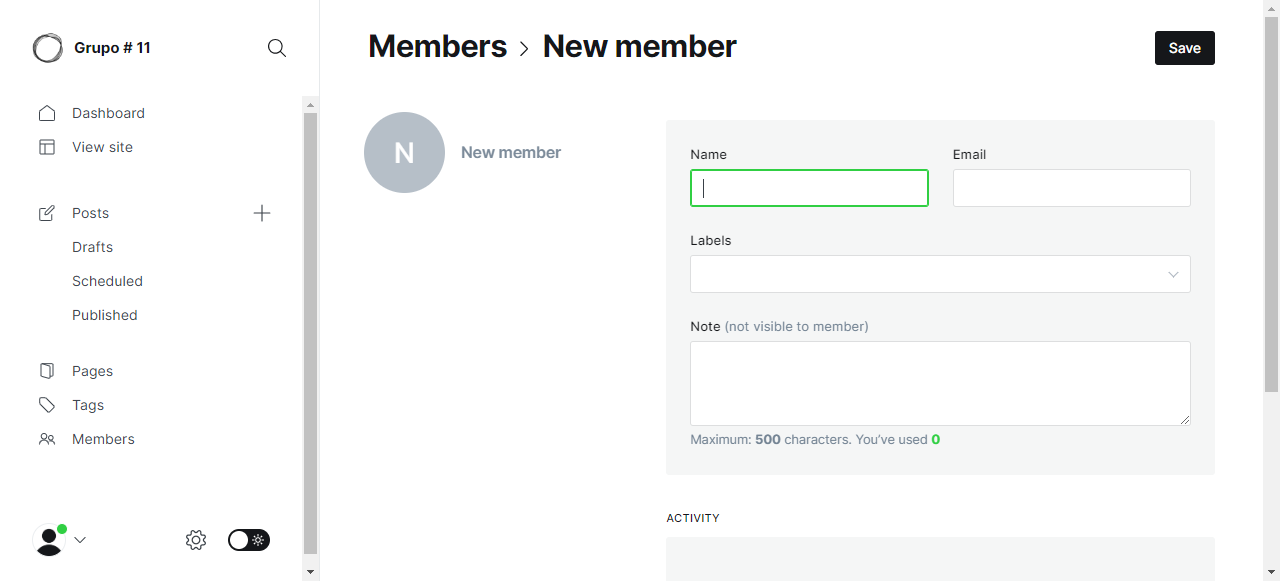 Grupo # 11
Dashboard
View site
Posts
Drafts
Scheduled
Published
Pages
Tags
Members
Members > New member
Save
N
New member
Name
Email
Labels
Note (not visible to member)
Maximum: 500 characters. You've used 0
ACTIVITY